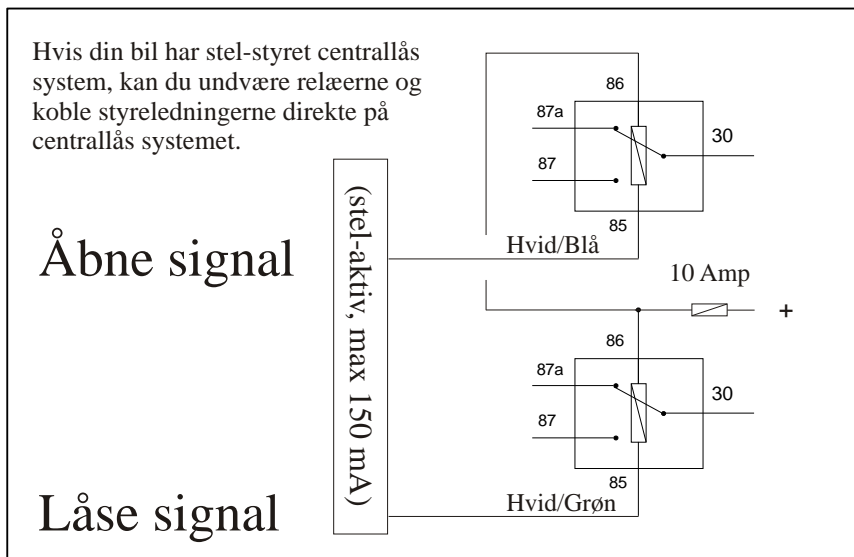 Hvis din bil har stel-styret centrallås
system, kan du undvære relæerne og
koble styreledningerne direkte på
centrallås systemet.
86
87a
30
87
85
Åbne signal
(stel-aktiv, max 150 mA)
Hvid/Blå
10 Amp
+
86
87a
30
87
85
Låse signal
Hvid/Grøn